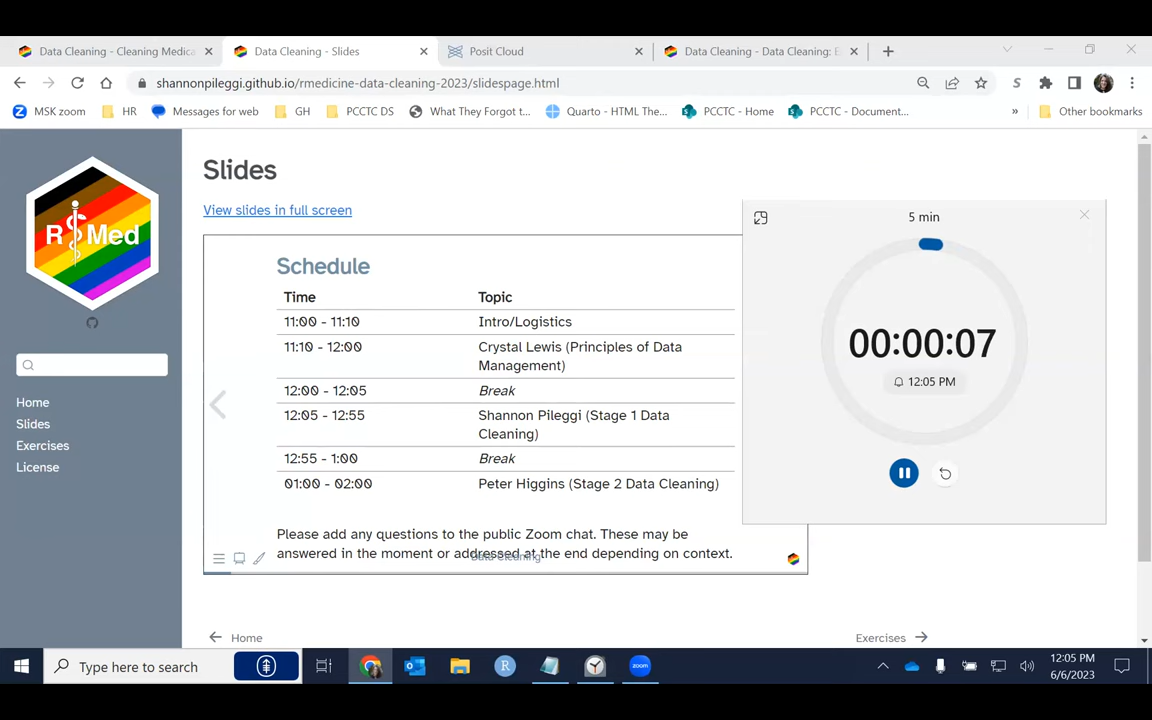 Data Cleaning - Cleaning Medica
Data Cleaning - Slides
Posit Cloud
Data Cleaning - Data Cleaning: E
shannonpileggi.github.io/rmedicine-data-cleaning-2023/slidespage.html
S
MSK zoom
HR
Messages for web
GH
PCCTC DS
What They Forgot t...
Quarto - HTML The...
PCCTC - Home
PCCTC - Document...
»
Other bookmarks
R Med
Home
Slides
Exercises
License
Slides
View slides in full screen
Schedule
Time Topic
11:00 - 11:10 Intro/Logistics
11:10 - 12:00 Crystal Lewis (Principles of Data
Management)
12:00 - 12:05 Break
12:05 - 12:55 Shannon Pileggi (Stage 1 Data
Cleaning)
12:55 - 1:00 Break
01:00 - 02:00 Peter Higgins (Stage 2 Data Cleaning)
Please add any questions to the public Zoom chat. These may be
answered in the moment or addressed at the end depending on context.
Data Cleaning
Home
Exercises
5 min
00:00:07
12:05 PM
Type here to search
R
zoom
12:05 PM
6/6/2023